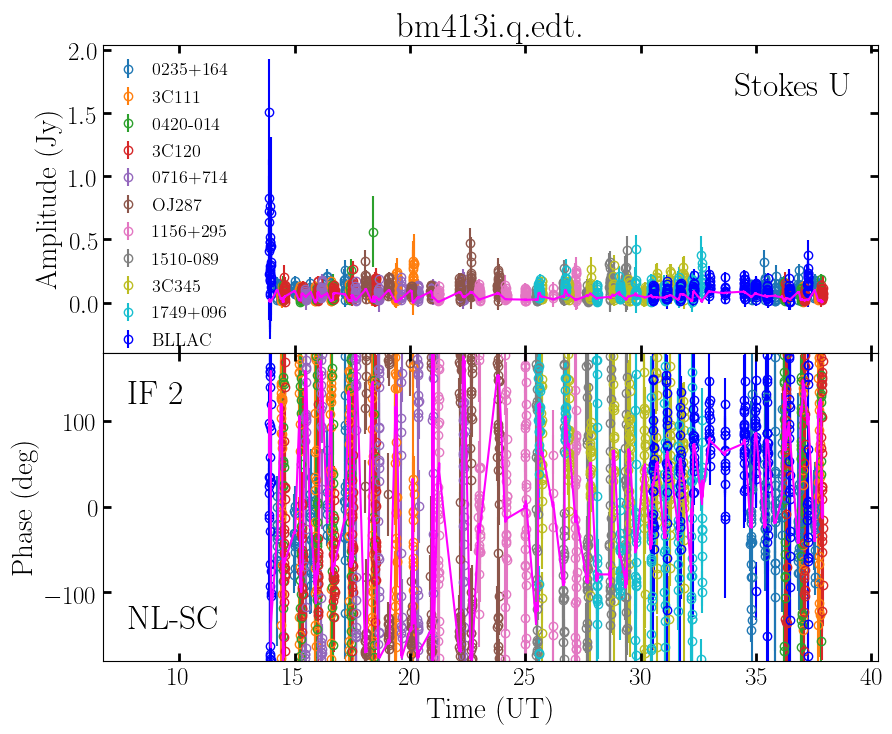 bm413i.q.edt.
Stokes U
Amplitude (Jy)
2.0
1.5
1.0
0.5
0.0
0235+164
3C111
0420-014
3C120
0716+714
OJ287
1156+295
1510-089
3C345
1749+096
BLLAC
IF 2
NL-SC
Phase (deg)
100
0
−100
10 15 20 25 30 35 40
Time (UT)